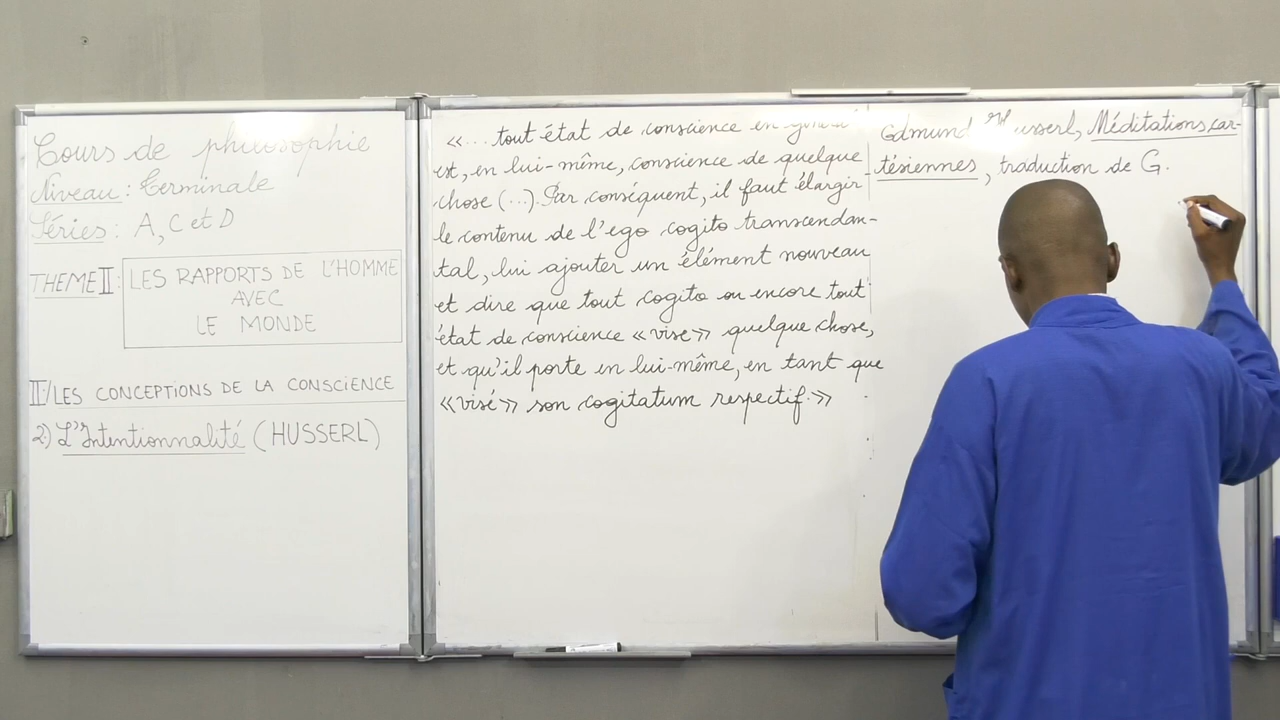 Cours de philosophie
Niveau : Terminale
Séries : A, C et D
THEME II : LES RAPPORTS DE L'HOMME
AVEC
LE MONDE
II/ LES CONCEPTIONS DE LA CONSCIENCE
2) L'Intentionnalité (HUSSERL)
«... tout état de conscience en général
est, en lui-même, conscience de quelque
chose (...). Par conséquent, il faut élargir
le contenu de l'ego cogito transcendan-
tal, lui ajouter un élément nouveau
et dire que tout cogito ou encore tout
état de conscience «vise» quelque chose,
et qu'il porte en lui-même, en tant que
«visé» son cogitatum respectif.»
Edmund Husserl, Méditations car-
tésiennes, traduction de G.